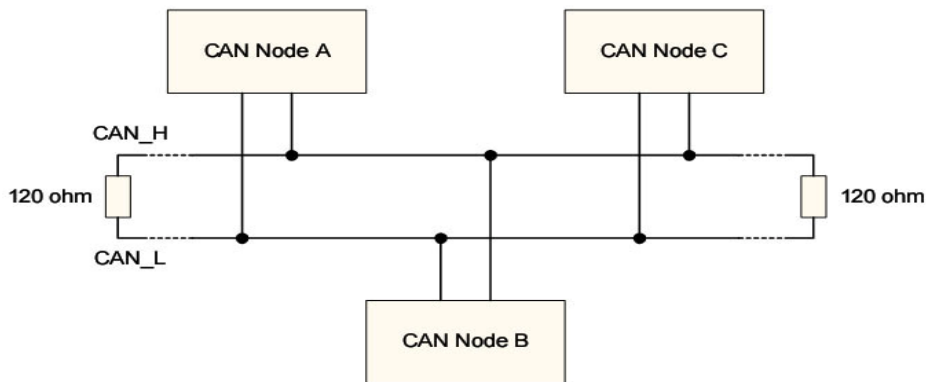 CAN Node A
CAN Node C
CAN_H
120 ohm
120 ohm
CAN_L
CAN Node B